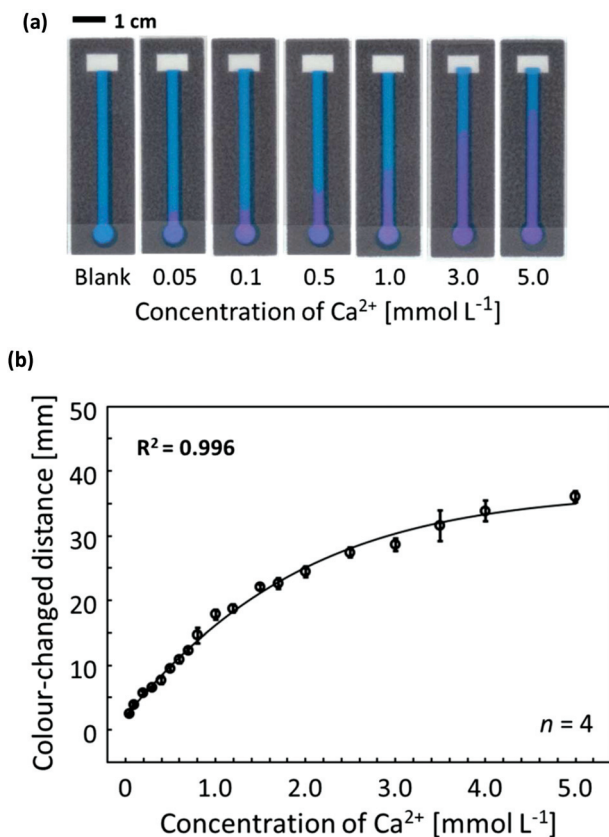 (a)
1 cm
Blank 0.05 0.1 0.5 1.0 3.0 5.0
Concentration of Ca²⁺ [mmol L⁻¹]
(b)
Colour-changed distance [mm]
50
40
30
20
10
0
R² = 0.996
n = 4
0.0 1.0 2.0 3.0 4.0 5.0
Concentration of Ca²⁺ [mmol L⁻¹]